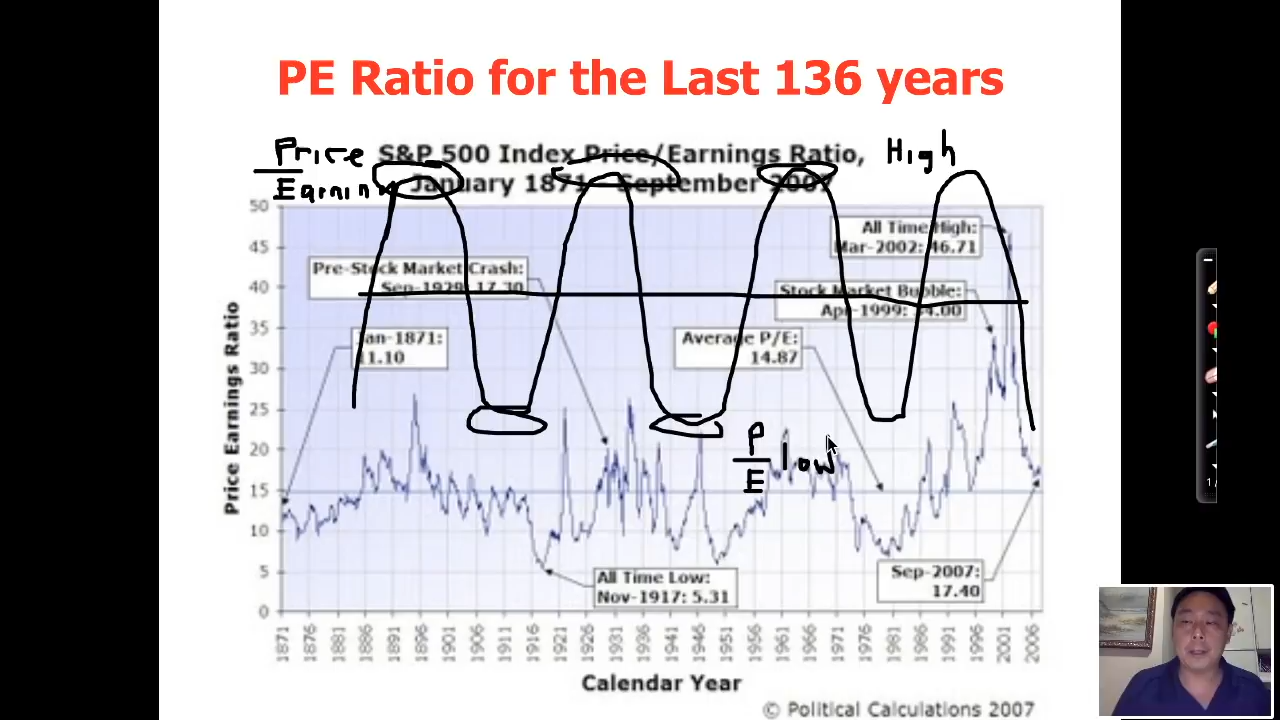 PE Ratio for the Last 136 years
Price
Earnin
High
S&P 500 Index Price/Earnings Ratio,
January 1871 - September 2007
50
45
40
35
30
25
20
15
10
5
0
Price Earnings Ratio
All Time High:
Mar-2002: 46.71
Pre-Stock Market Crash:
Sep-1929: 17.30
Stock Market Bubble:
Apr-1999: 34.00
Jan-1871:
11.10
Average P/E:
14.87
P
E
low
All Time Low:
Nov-1917: 5.31
Sep-2007:
17.40
1871 1876 1881 1886 1891 1896 1901 1906 1911 1916 1921 1926 1931 1936 1941 1946 1951 1956 1961 1966 1971 1976 1981 1986 1991 1996 2001 2006
Calendar Year
© Political Calculations 2007